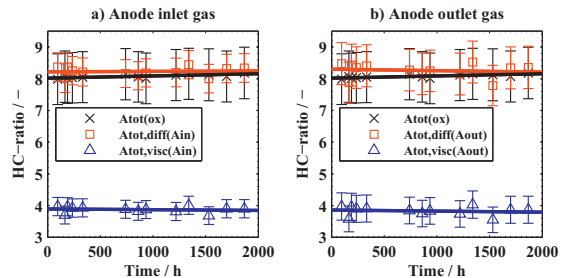 a) Anode inlet gas
9
8
7
6
5
4
3
HC−ratio / −
Atot(ox)
Atot,diff(Ain)
Atot,visc(Ain)
0 500 1000 1500 2000
Time / h
b) Anode outlet gas
9
8
7
6
5
4
3
HC−ratio / −
Atot(ox)
Atot,diff(Aout)
Atot,visc(Aout)
0 500 1000 1500 2000
Time / h